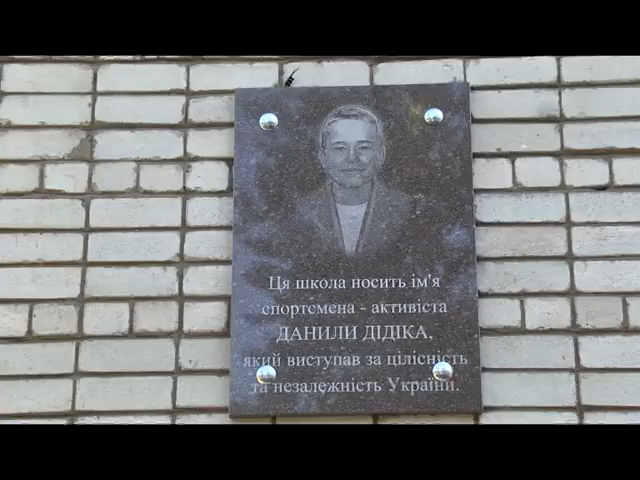 Ця школа носить ім'я
спортсмена - активіста
ДАНИЛИ ДІДІКА,
який виступав за цілісність
та незалежність України.